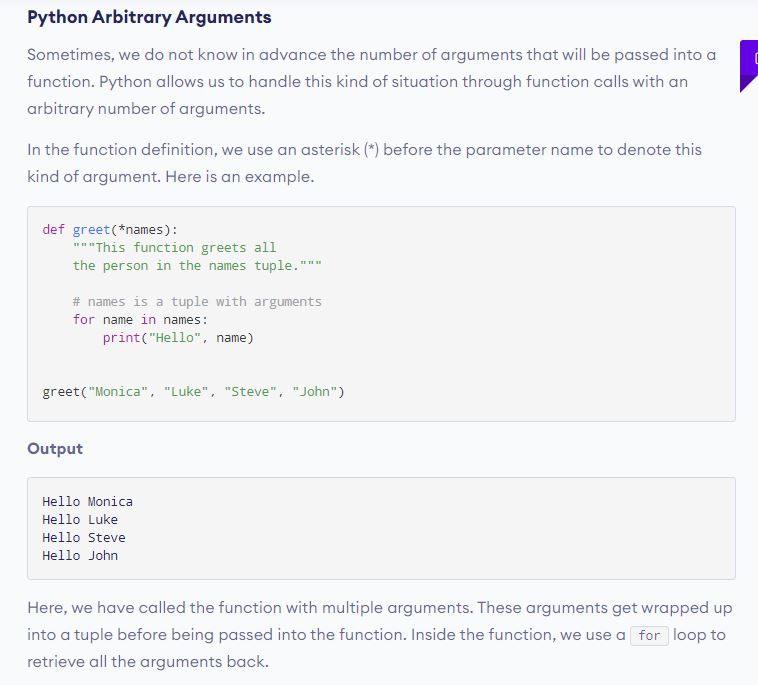 Python Arbitrary Arguments
Sometimes, we do not know in advance the number of arguments that will be passed into a
function. Python allows us to handle this kind of situation through function calls with an
arbitrary number of arguments.
In the function definition, we use an asterisk (*) before the parameter name to denote this
kind of argument. Here is an example.
def greet(*names):
    """This function greets all
    the person in the names tuple."""
    # names is a tuple with arguments
    for name in names:
        print("Hello", name)
greet("Monica", "Luke", "Steve", "John")
Output
Hello Monica
Hello Luke
Hello Steve
Hello John
Here, we have called the function with multiple arguments. These arguments get wrapped up
into a tuple before being passed into the function. Inside the function, we use a for loop to
retrieve all the arguments back.